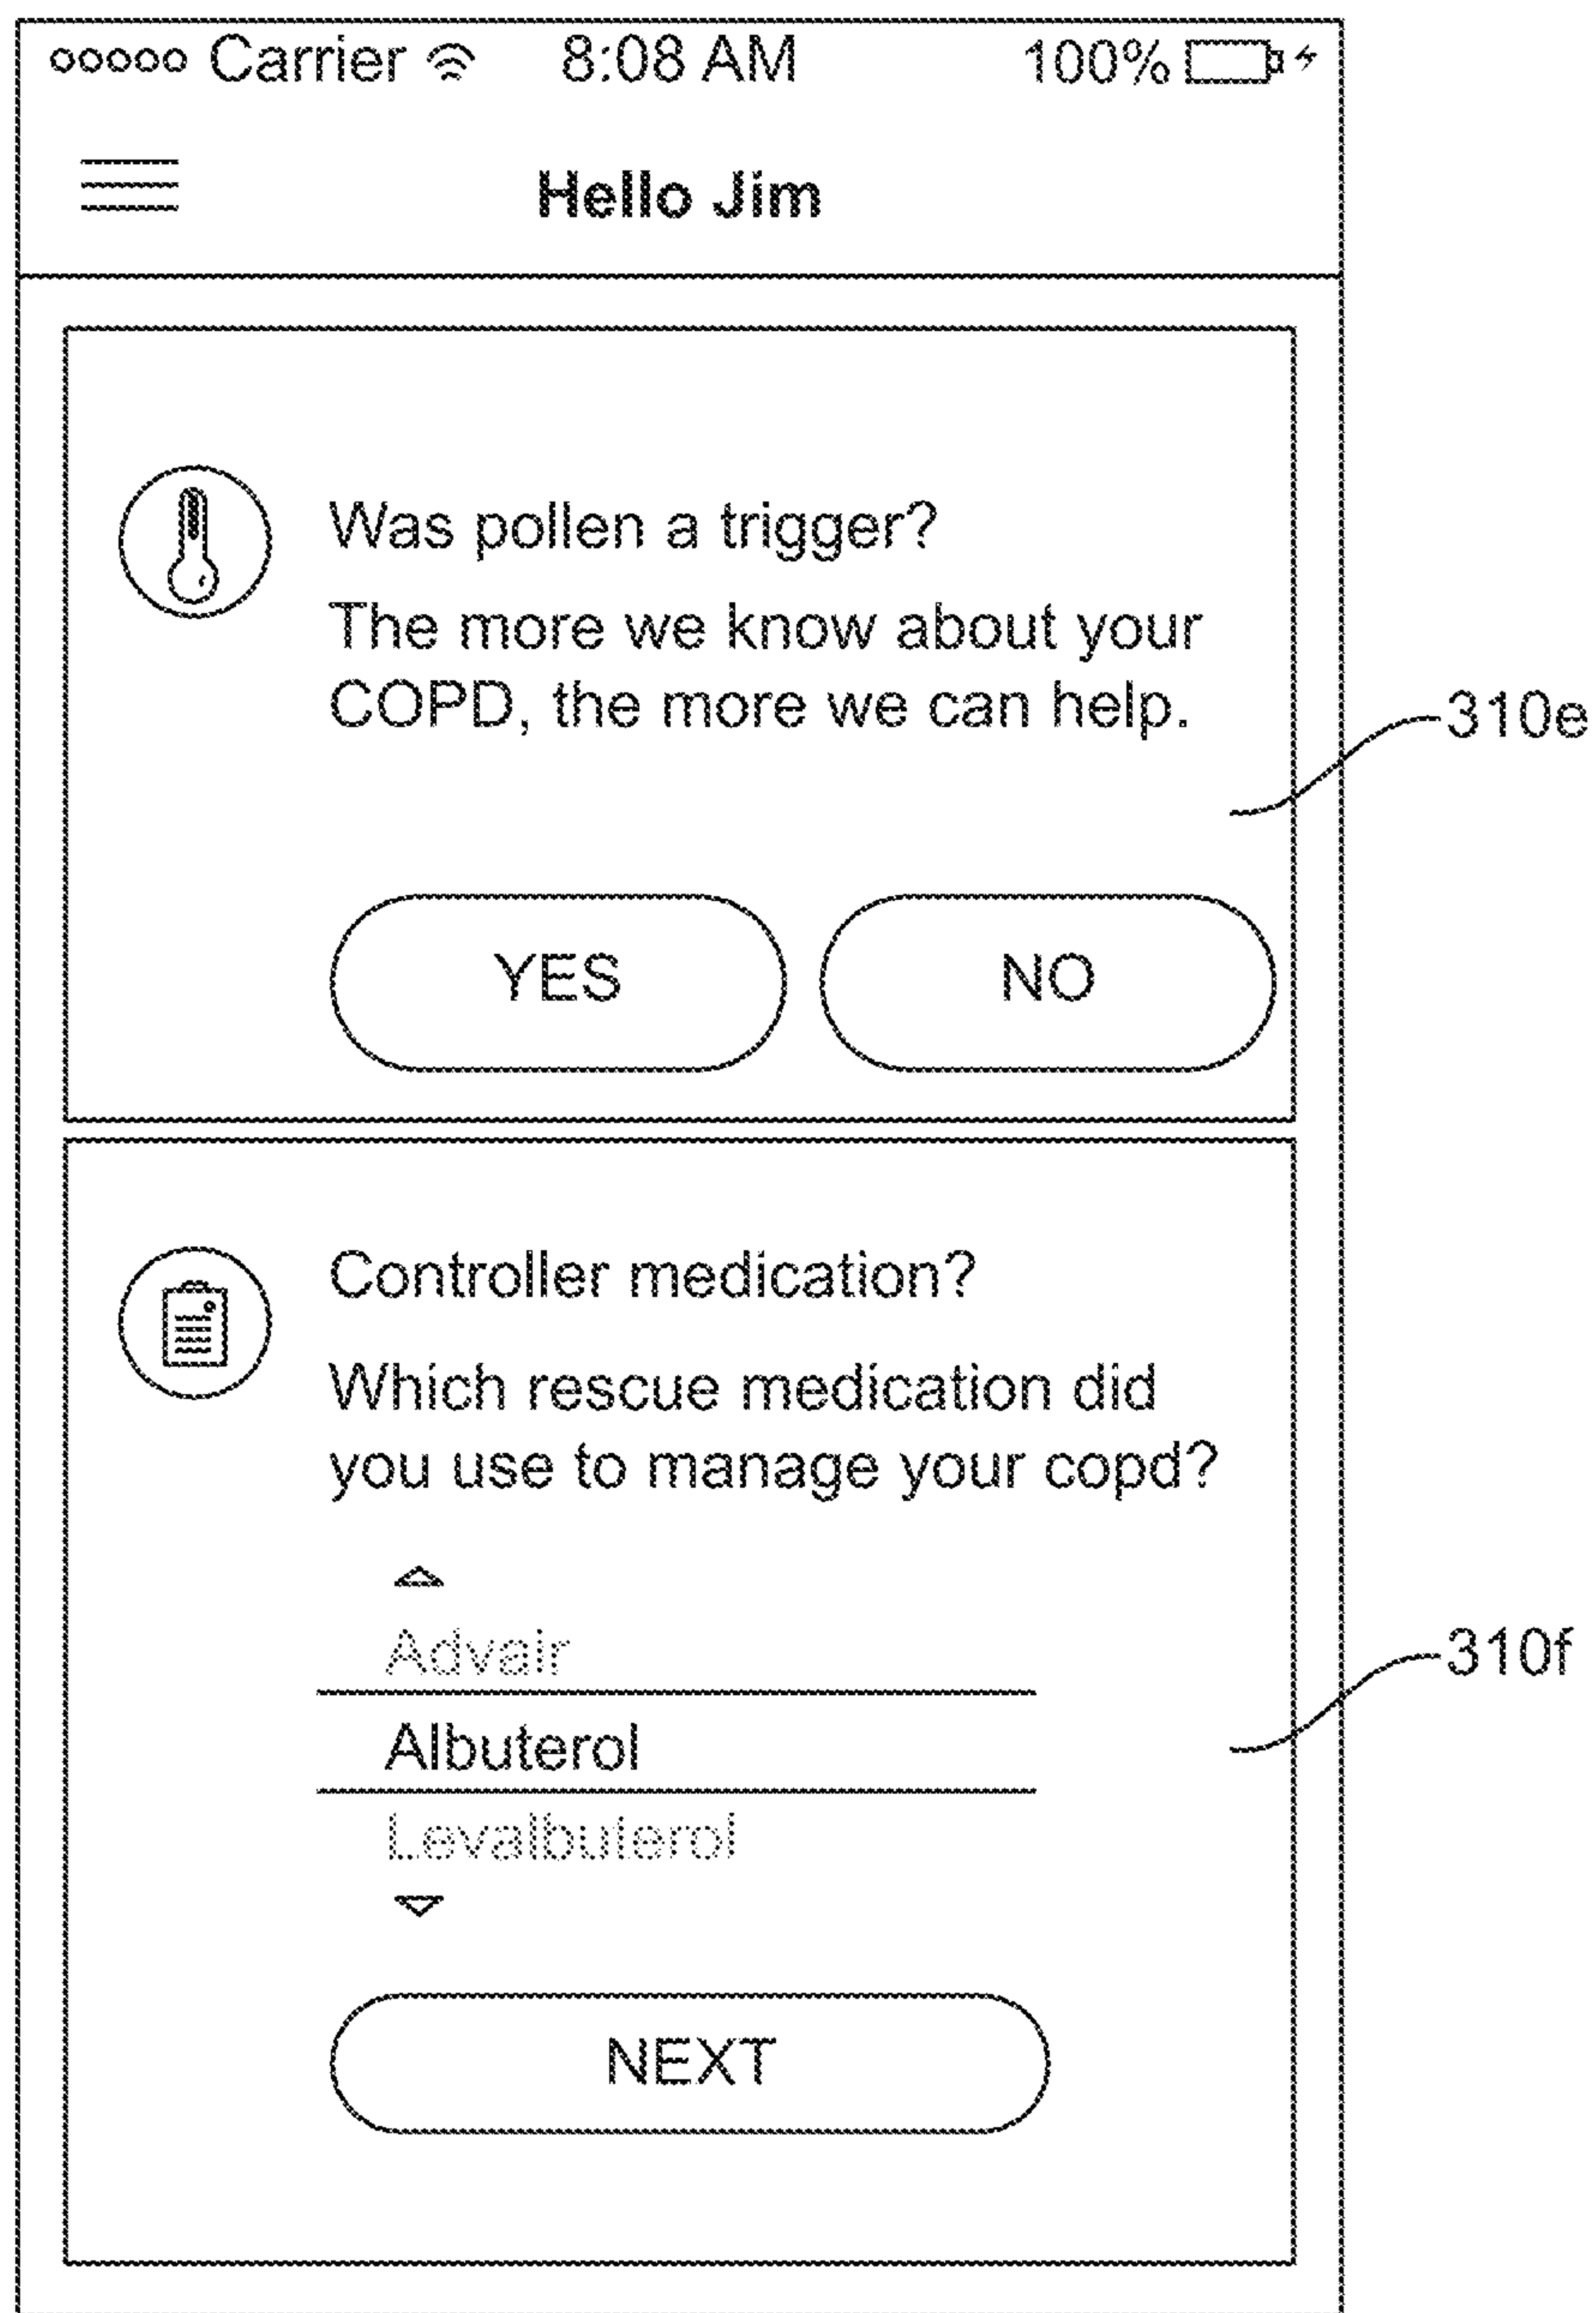 Carrier 8:08 AM 100%
Hello Jim
Was pollen a trigger?
The more we know about your
COPD, the more we can help.
310e
YES NO
Controller medication?
Which rescue medication did
you use to manage your copd?
Advair
310f
Albuterol
Levalbuterol
NEXT